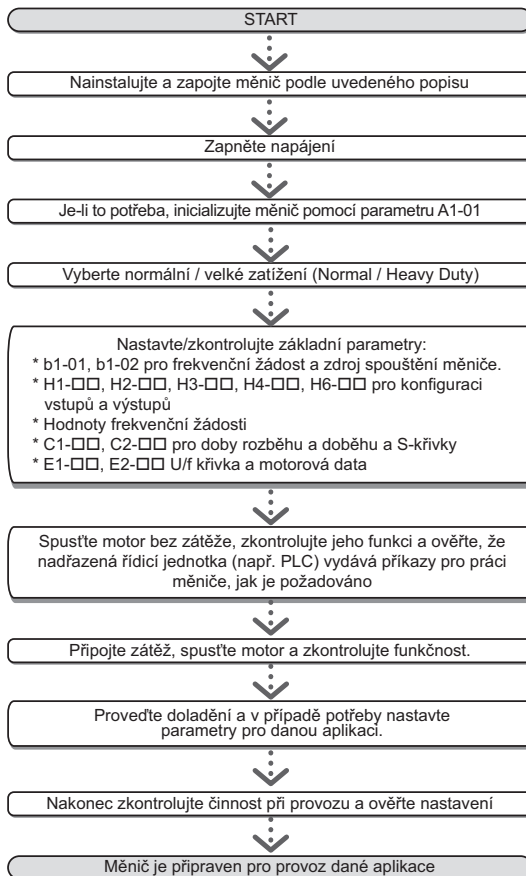 START
Nainstalujte a zapojte měnič podle uvedeného popisu
Zapněte napájení
Je-li to potřeba, inicializujte měnič pomocí parametru A1-01
Vyberte normální / velké zatížení (Normal / Heavy Duty)
Nastavte/zkontrolujte základní parametry:
* b1-01, b1-02 pro frekvenční žádost a zdroj spouštění měniče.
* H1-□□, H2-□□, H3-□□, H4-□□, H6-□□ pro konfiguraci
vstupů a výstupů
* Hodnoty frekvenční žádosti
* C1-□□, C2-□□ pro doby rozběhu a doběhu a S-křivky
* E1-□□, E2-□□ U/f křivka a motorová data
Spusťte motor bez zátěže, zkontrolujte jeho funkci a ověřte, že
nadřazená řídicí jednotka (např. PLC) vydává příkazy pro práci
měniče, jak je požadováno
Připojte zátěž, spusťte motor a zkontrolujte funkčnost.
Proveďte doladění a v případě potřeby nastavte
parametry pro danou aplikaci.
Nakonec zkontrolujte činnost při provozu a ověřte nastavení
Měnič je připraven pro provoz dané aplikace